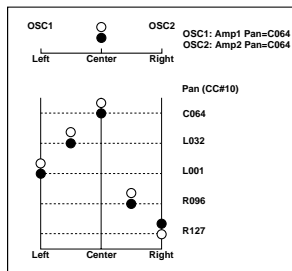 OSC1 OSC2
OSC1: Amp1 Pan=C064
OSC2: Amp2 Pan=C064
Left Center Right
Pan (CC#10)
C064
L032
L001
R096
R127
Left Center Right